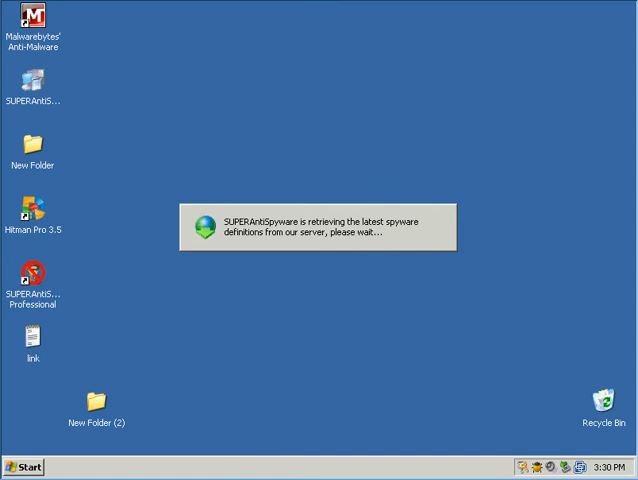 Malwarebytes'
Anti-Malware
SUPERAntiS...
New Folder
Hitman Pro 3.5
SUPERAntiS...
Professional
link
New Folder (2)
SUPERAntiSpyware is retrieving the latest spyware
definitions from our server, please wait...
Recycle Bin
Start
3:30 PM